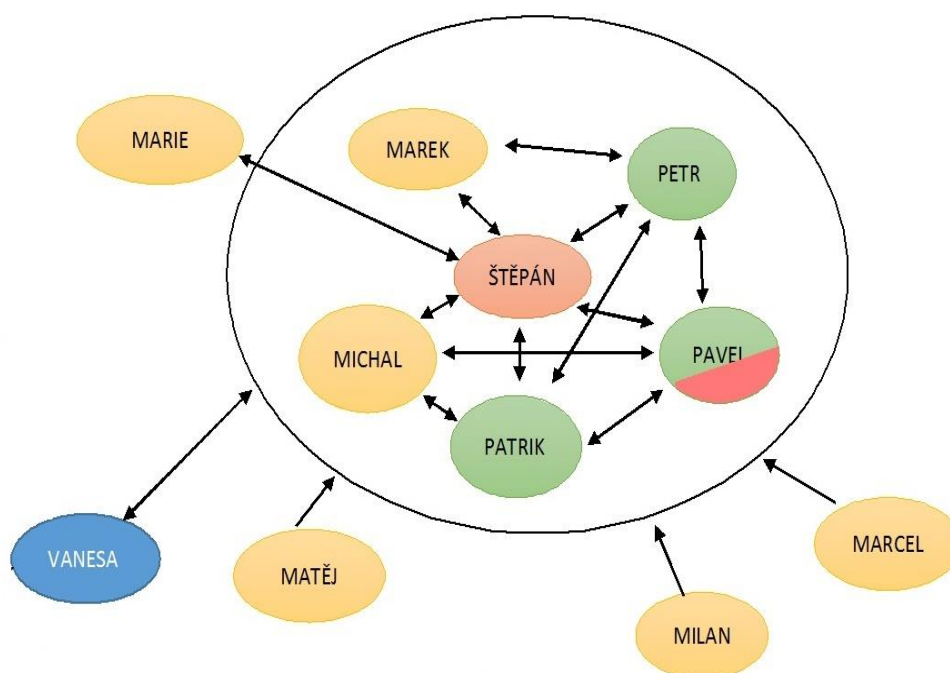 MARIE
MAREK
PETR
ŠTĚPÁN
MICHAL
PAVEL
PATRIK
VANESA
MATĚJ
MARCEL
MILAN